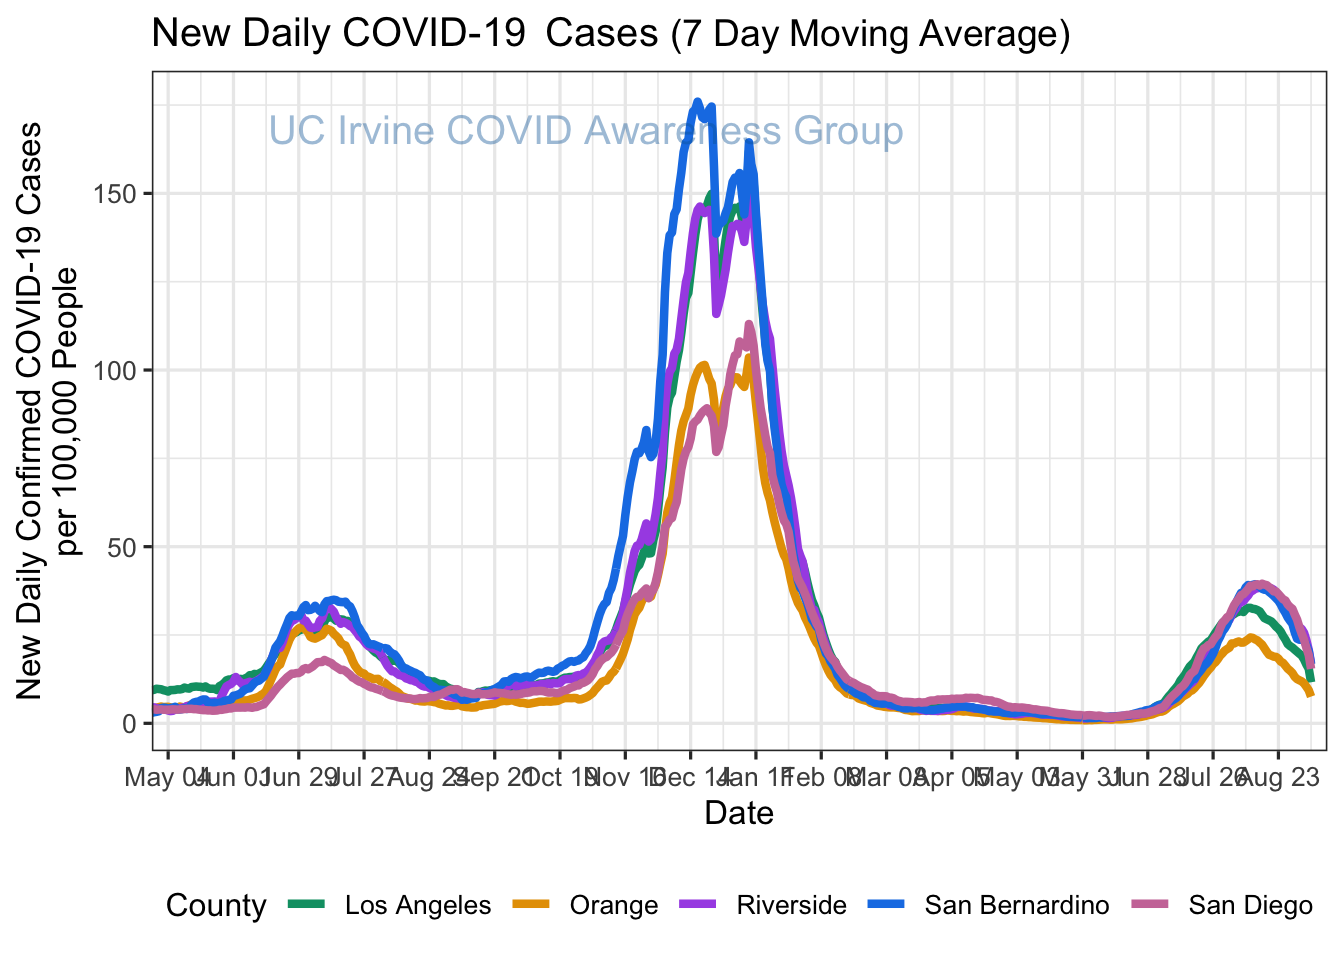 New Daily COVID-19 Cases (7 Day Moving Average)
UC Irvine COVID Awareness Group
New Daily Confirmed COVID-19 Cases
per 100,000 People
150
100
50
0
May 04 Jun 01 Jun 29 Jul 27 Aug 24 Sep 21 Oct 19 Nov 16 Dec 14 Jan 11 Feb 08 Mar 08 Apr 05 May 03 May 31 Jun 28 Jul 26 Aug 23
Date
County Los Angeles Orange Riverside San Bernardino San Diego